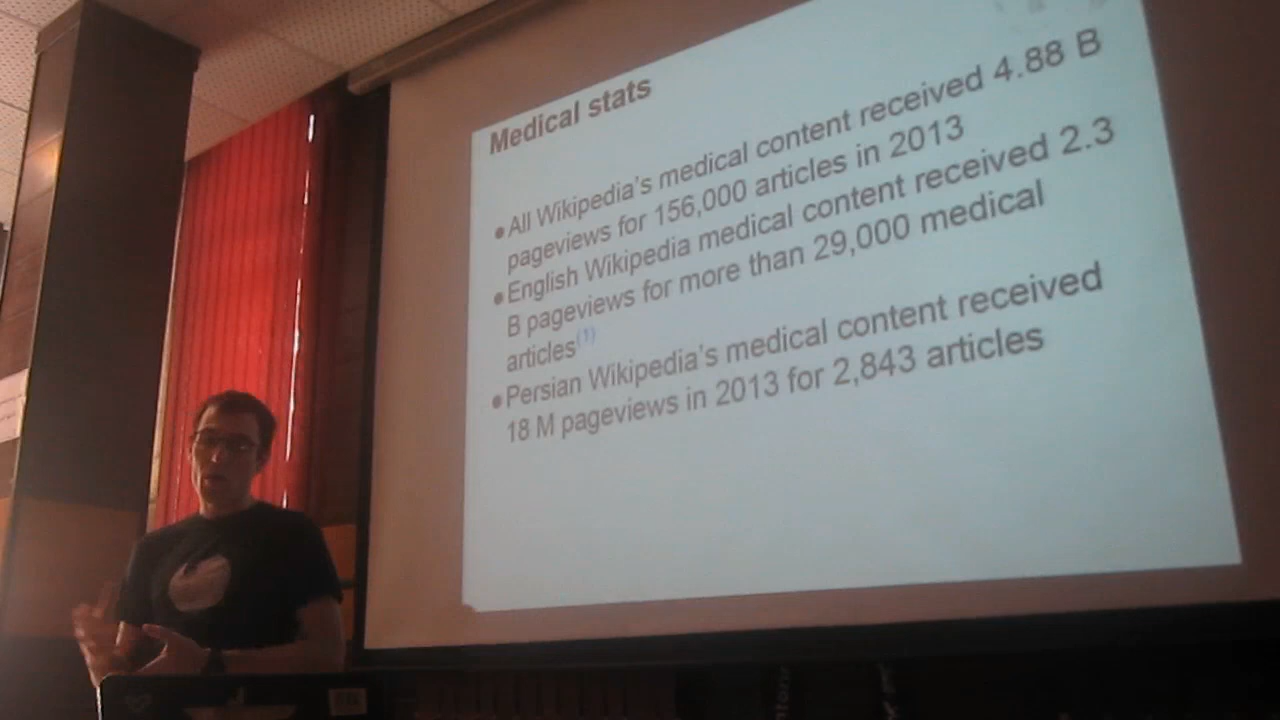 Medical stats
●All Wikipedia's medical content received 4.88 B
pageviews for 156,000 articles in 2013
●English Wikipedia medical content received 2.3
B pageviews for more than 29,000 medical
articles(1)
●Persian Wikipedia's medical content received
18 M pageviews in 2013 for 2,843 articles